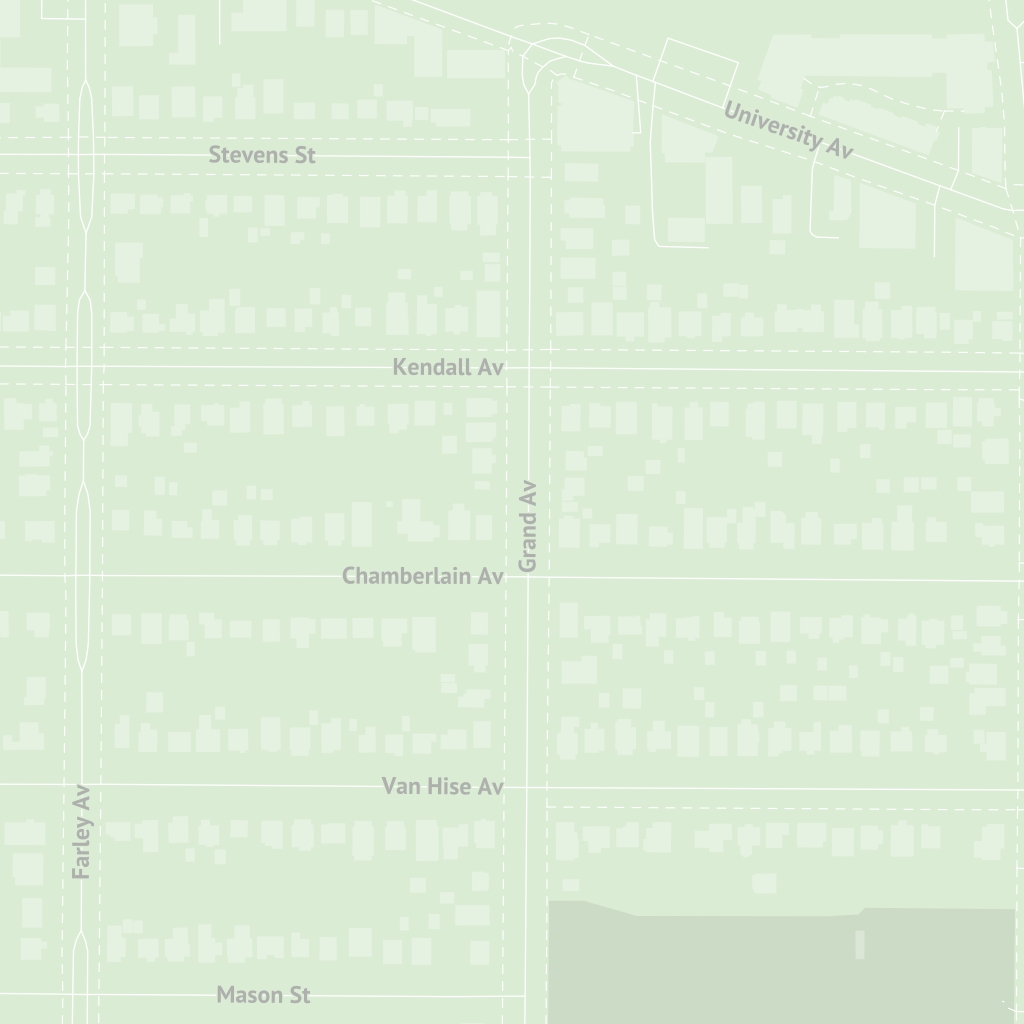 University Av
Stevens St
Kendall Av
Grand Av
Chamberlain Av
Van Hise Av
Farley Av
Mason St